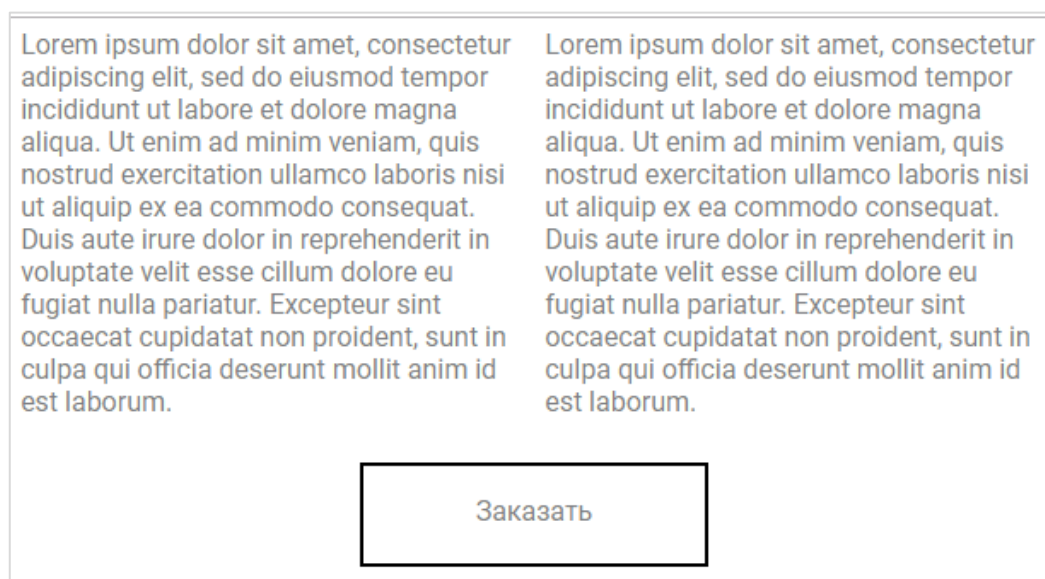 Lorem ipsum dolor sit amet, consectetur
adipiscing elit, sed do eiusmod tempor
incididunt ut labore et dolore magna
aliqua. Ut enim ad minim veniam, quis
nostrud exercitation ullamco laboris nisi
ut aliquip ex ea commodo consequat.
Duis aute irure dolor in reprehenderit in
voluptate velit esse cillum dolore eu
fugiat nulla pariatur. Excepteur sint
occaecat cupidatat non proident, sunt in
culpa qui officia deserunt mollit anim id
est laborum.
Lorem ipsum dolor sit amet, consectetur
adipiscing elit, sed do eiusmod tempor
incididunt ut labore et dolore magna
aliqua. Ut enim ad minim veniam, quis
nostrud exercitation ullamco laboris nisi
ut aliquip ex ea commodo consequat.
Duis aute irure dolor in reprehenderit in
voluptate velit esse cillum dolore eu
fugiat nulla pariatur. Excepteur sint
occaecat cupidatat non proident, sunt in
culpa qui officia deserunt mollit anim id
est laborum.
Заказать